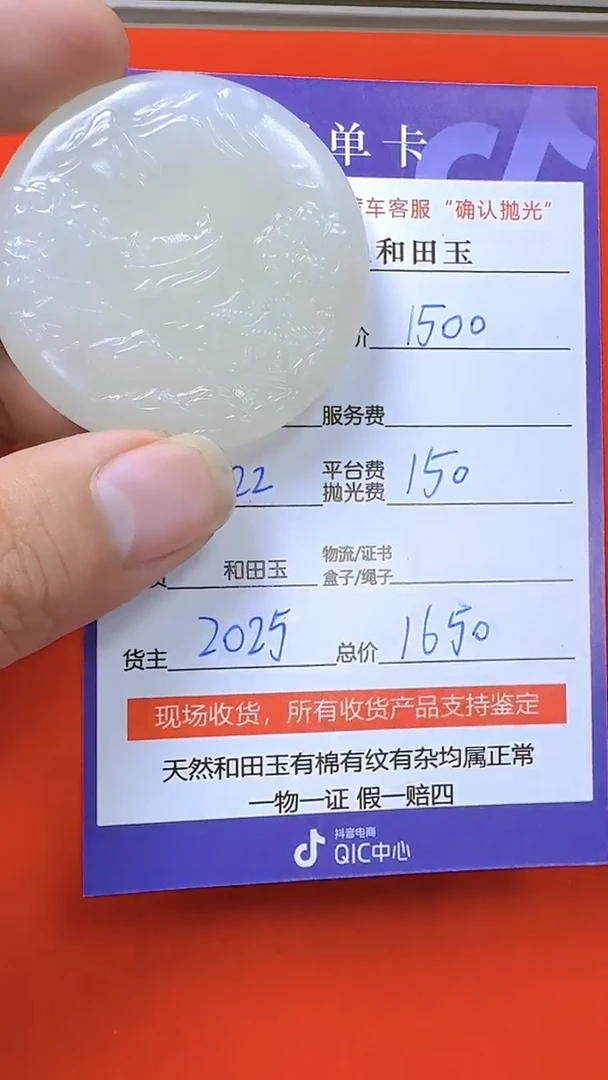 单卡
车客服“确认抛光”
和田玉
价 1500
服务费
22 平台费 抛光费 150
和田玉 物流/证书 盒子/绳子
货主 2025 总价 1650
现场收货，所有收货产品支持鉴定
天然和田玉有棉有纹有杂均属正常
一物一证 假一赔四
抖音电商
QIC中心